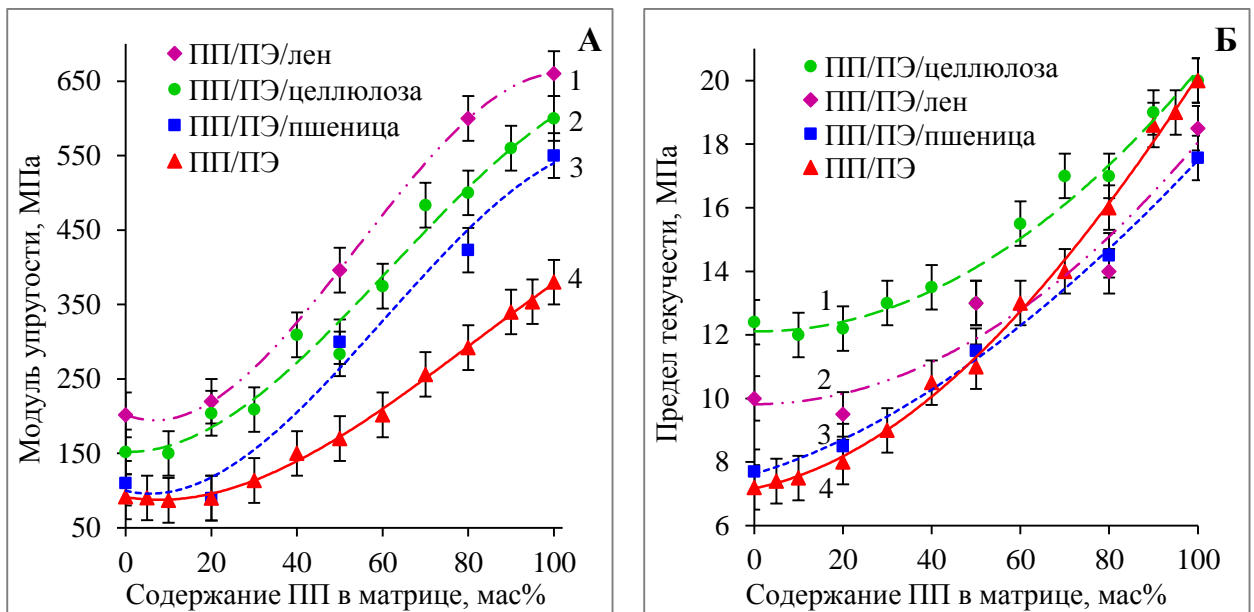 А
ПП/ПЭ/лен
ПП/ПЭ/целлюлоза
ПП/ПЭ/пшеница
ПП/ПЭ
1
2
3
4
650
550
450
350
250
150
50
0
20
40
60
80
100
Модуль упругости, МПа
Содержание ПП в матрице, мас%
Б
ПП/ПЭ/целлюлоза
ПП/ПЭ/лен
ПП/ПЭ/пшеница
ПП/ПЭ
1
2
3
4
20
18
16
14
12
10
8
6
0
20
40
60
80
100
Предел текучести, МПа
Содержание ПП в матрице, мас%